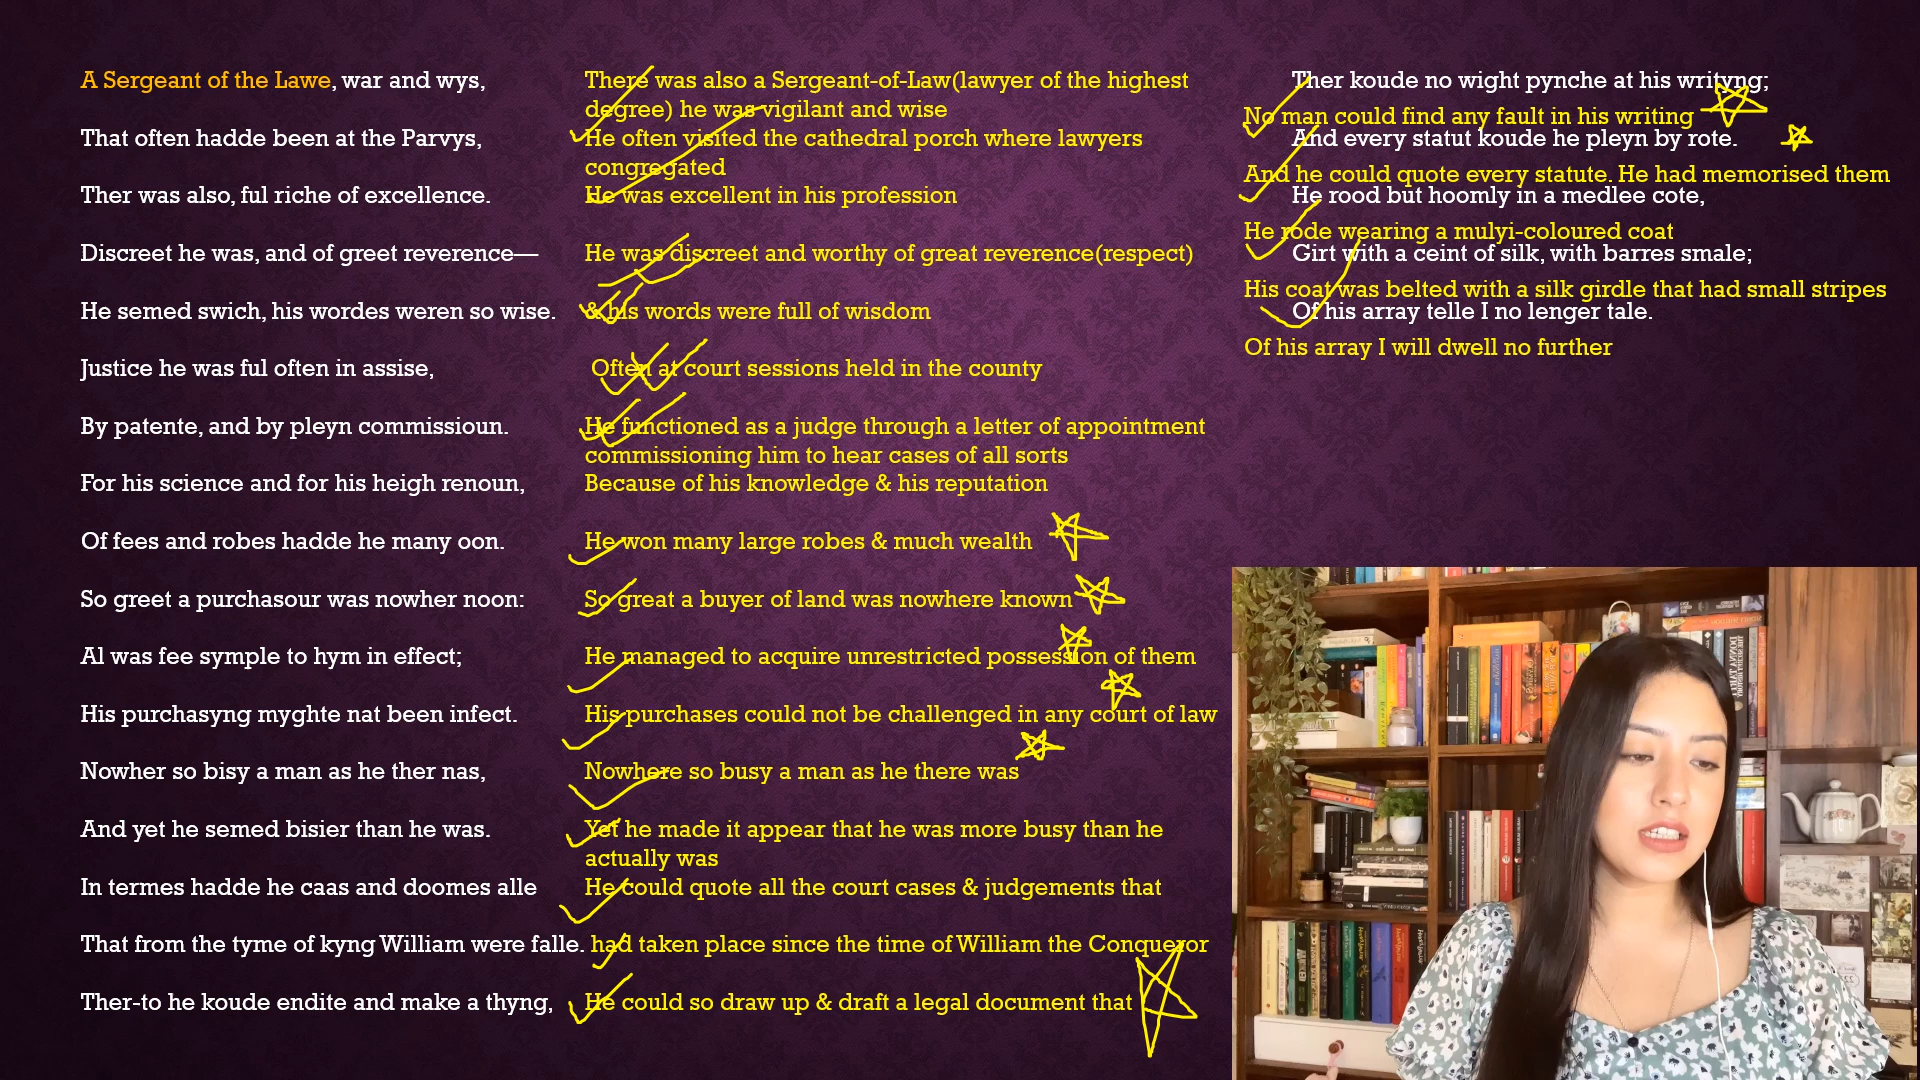 A Sergeant of the Lawe, war and wys,
That often hadde been at the Parvys,
Ther was also, ful riche of excellence.
Discreet he was, and of greet reverence—
He semed swich, his wordes weren so wise.
Justice he was ful often in assise,
By patente, and by pleyn commissioun.
For his science and for his heigh renoun,
Of fees and robes hadde he many oon.
So greet a purchasour was nowher noon:
Al was fee symple to hym in effect;
His purchasyng myghte nat been infect.
Nowher so bisy a man as he ther nas,
And yet he semed bisier than he was.
In termes hadde he caas and doomes alle
That from the tyme of kyng William were falle.
Ther-to he koude endite and make a thyng,
There was also a Sergeant-of-Law(lawyer of the highest
degree) he was vigilant and wise
He often visited the cathedral porch where lawyers
congregated
He was excellent in his profession
He was discreet and worthy of great reverence(respect)
& his words were full of wisdom
Often at court sessions held in the county
He functioned as a judge through a letter of appointment
commissioning him to hear cases of all sorts
Because of his knowledge & his reputation
He won many large robes & much wealth
So great a buyer of land was nowhere known
He managed to acquire unrestricted possession of them
His purchases could not be challenged in any court of law
Nowhere so busy a man as he there was
Yet he made it appear that he was more busy than he
actually was
He could quote all the court cases & judgements that
had taken place since the time of William the Conqueror
He could so draw up & draft a legal document that
Ther koude no wight pynche at his writyng;
No man could find any fault in his writing
And every statut koude he pleyn by rote.
And he could quote every statute. He had memorised them
He rood but hoomly in a medlee cote,
He rode wearing a mulyi-coloured coat
Girt with a ceint of silk, with barres smale;
His coat was belted with a silk girdle that had small stripes
Of his array telle I no lenger tale.
Of his array I will dwell no further